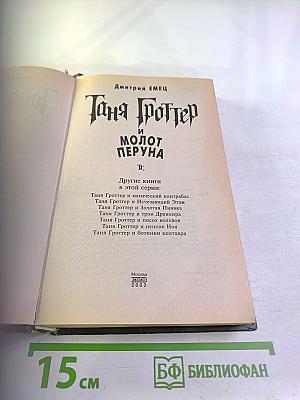 Дмитрий ЕМЕЦ
Таня Гроттер
и
МОЛОТ
ПЕРУНА
Другие книги
в этой серии:
Таня Гроттер и магический контрабас
Таня Гроттер и Исчезающий Этаж
Таня Гроттер и Золотая Пиявка
Таня Гроттер и трон Древнира
Таня Гроттер и посох волхвов
Таня Гроттер и пенсне Ноя
Таня Гроттер и ботинки кентавра
Москва
ЭКСМО
2003
15 см
БФ БИБЛИОФАН